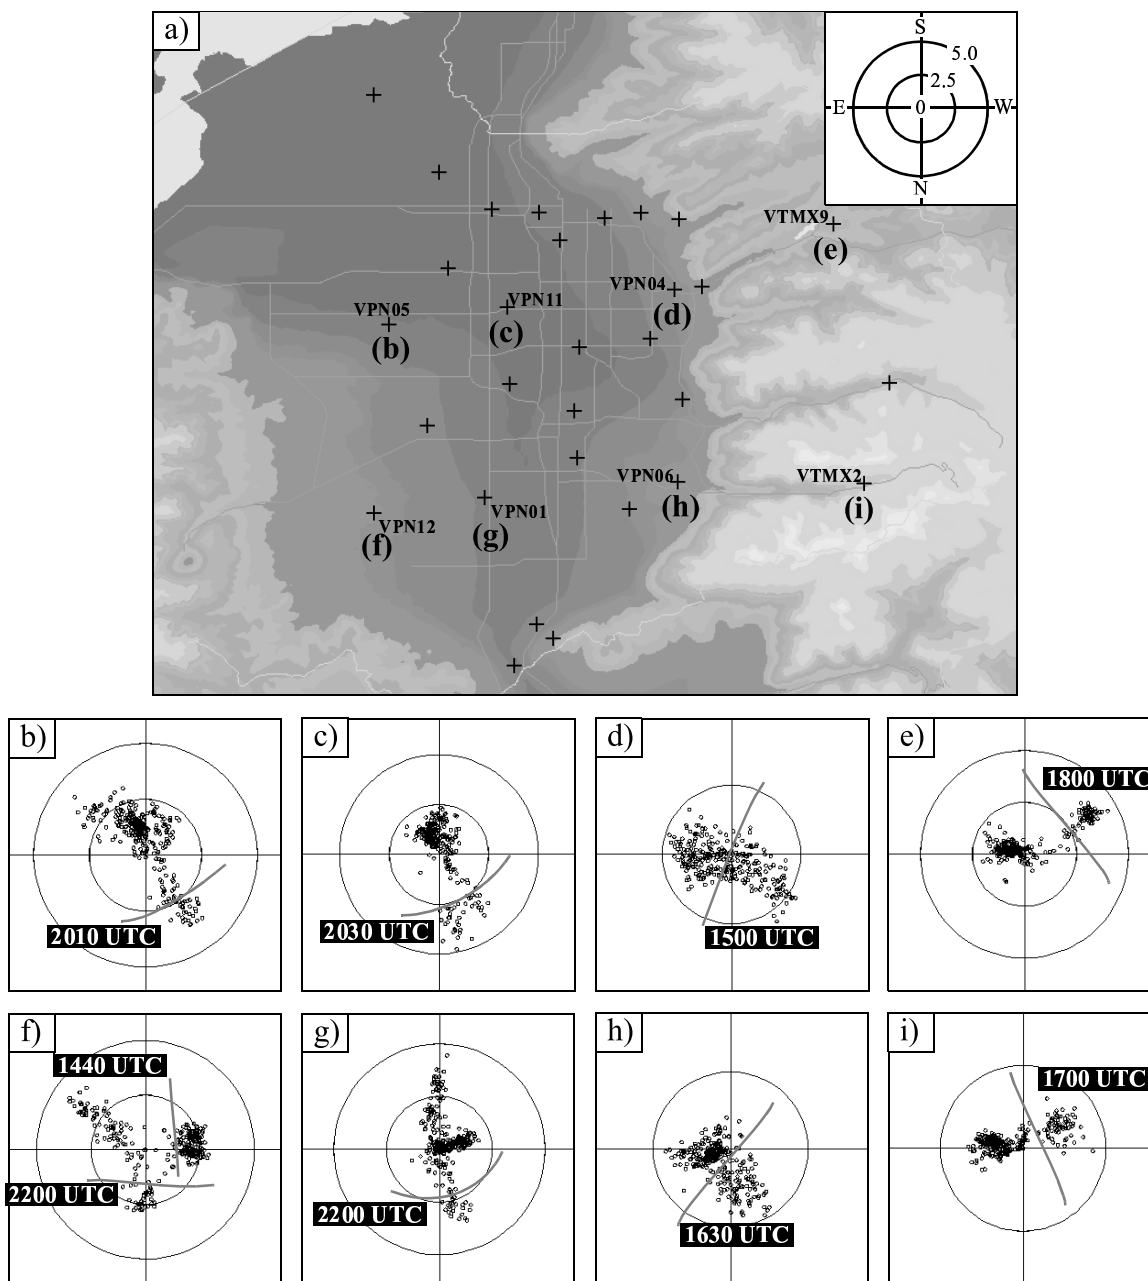 a)
S
5.0
2.5
E
0
W
N
VTMX9
(e)
VPN04
(d)
VPN11
(c)
VPN05
(b)
VPN06
(h)
VTMX2
(i)
VPN01
(g)
VPN12
(f)
b)
2010 UTC
c)
2030 UTC
d)
1500 UTC
e)
1800 UTC
f)
1440 UTC
2200 UTC
g)
2200 UTC
h)
1630 UTC
i)
1700 UTC